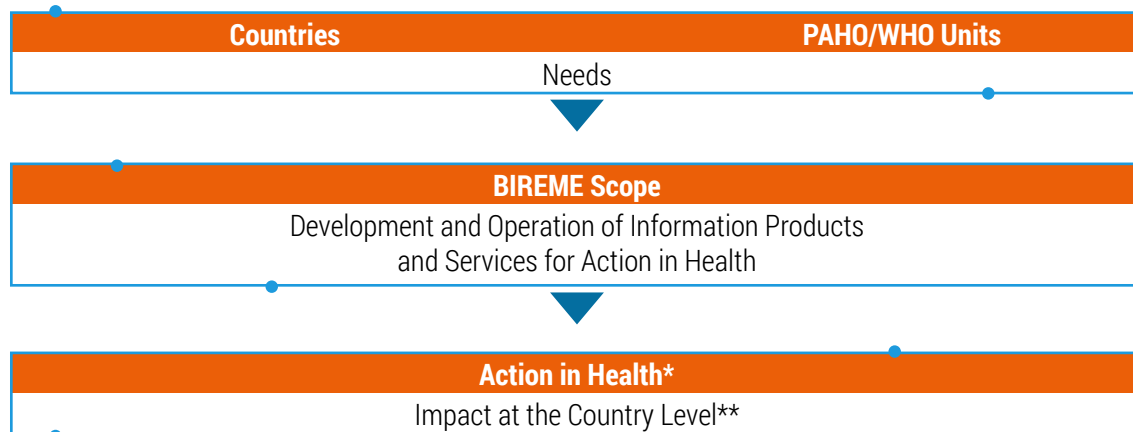 Countries PAHO/WHO Units
Needs
BIREME Scope
Development and Operation of Information Products
and Services for Action in Health
Action in Health*
Impact at the Country Level**